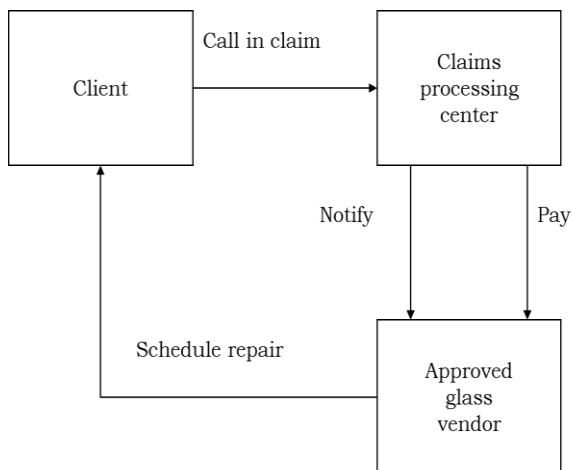 Client
Call in claim
Claims
processing
center
Notify
Pay
Schedule repair
Approved
glass
vendor